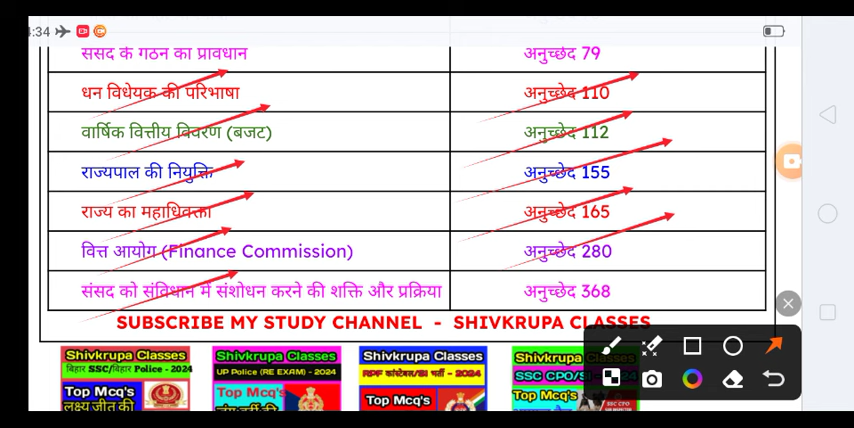 :34
संसद के गठन का प्रावधान अनुच्छेद 79
धन विधेयक की परिभाषा अनुच्छेद 110
वार्षिक वित्तीय विवरण (बजट) अनुच्छेद 112
राज्यपाल की नियुक्ति अनुच्छेद 155
राज्य का महाधिवक्ता अनुच्छेद 165
वित्त आयोग (Finance Commission) अनुच्छेद 280
संसद को संविधान में संशोधन करने की शक्ति और प्रक्रिया अनुच्छेद 368
SUBSCRIBE MY STUDY CHANNEL - SHIVKRUPA CLASSES
Shivkrupa Classes Shivkrupa Classes Shivkrupa Classes Shivkrupa
बिहार SSC/बिहार Police - 2024 UP Police (RE EXAM) - 2024 RPF कांस्टेबल/SI भर्ती - 2024 SSC CPO/SI
Top Mcq's Top Mcq's Top Mcq's Top Mcq's
लक्ष्य जीत की